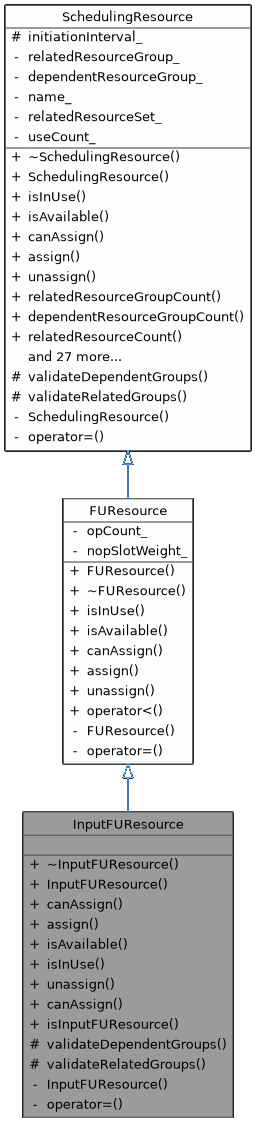 SchedulingResource
# initiationInterval_
- relatedResourceGroup_
- dependentResourceGroup_
- name_
- relatedResourceSet_
- useCount_
+ ~SchedulingResource()
+ SchedulingResource()
+ isInUse()
+ isAvailable()
+ canAssign()
+ assign()
+ unassign()
+ relatedResourceGroupCount()
+ dependentResourceGroupCount()
+ relatedResourceCount()
and 27 more...
# validateDependentGroups()
# validateRelatedGroups()
- SchedulingResource()
- operator=()
FUResource
- opCount_
- nopSlotWeight_
+ FUResource()
+ ~FUResource()
+ isInUse()
+ isAvailable()
+ canAssign()
+ assign()
+ unassign()
+ operator<()
- FUResource()
- operator=()
InputFUResource
+ ~InputFUResource()
+ InputFUResource()
+ canAssign()
+ assign()
+ isAvailable()
+ isInUse()
+ unassign()
+ canAssign()
+ isInputFUResource()
# validateDependentGroups()
# validateRelatedGroups()
- InputFUResource()
- operator=()